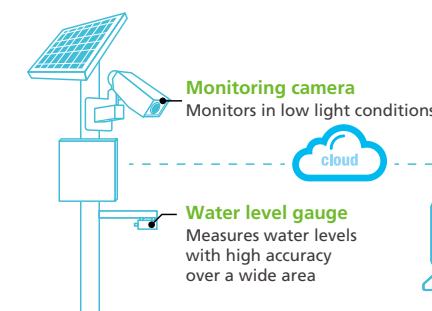 Monitoring camera
Monitors in low light conditions
cloud
Water level gauge
Measures water levels
with high accuracy
over a wide area